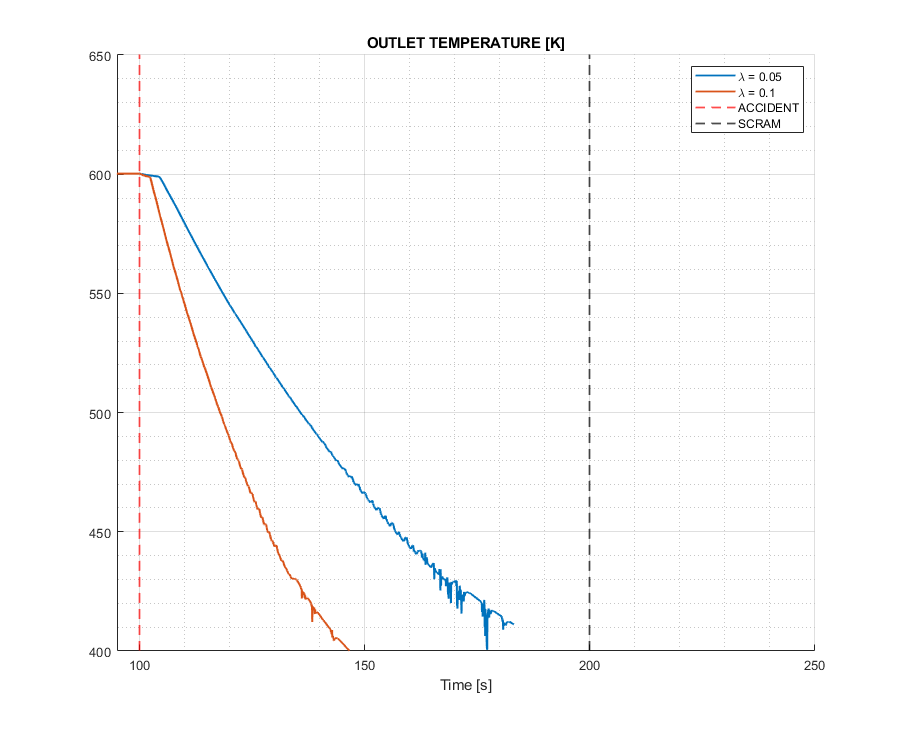 OUTLET TEMPERATURE [K]
650
600
550
500
450
400
100
150
200
250
Time [s]
λ = 0.05
λ = 0.1
ACCIDENT
SCRAM